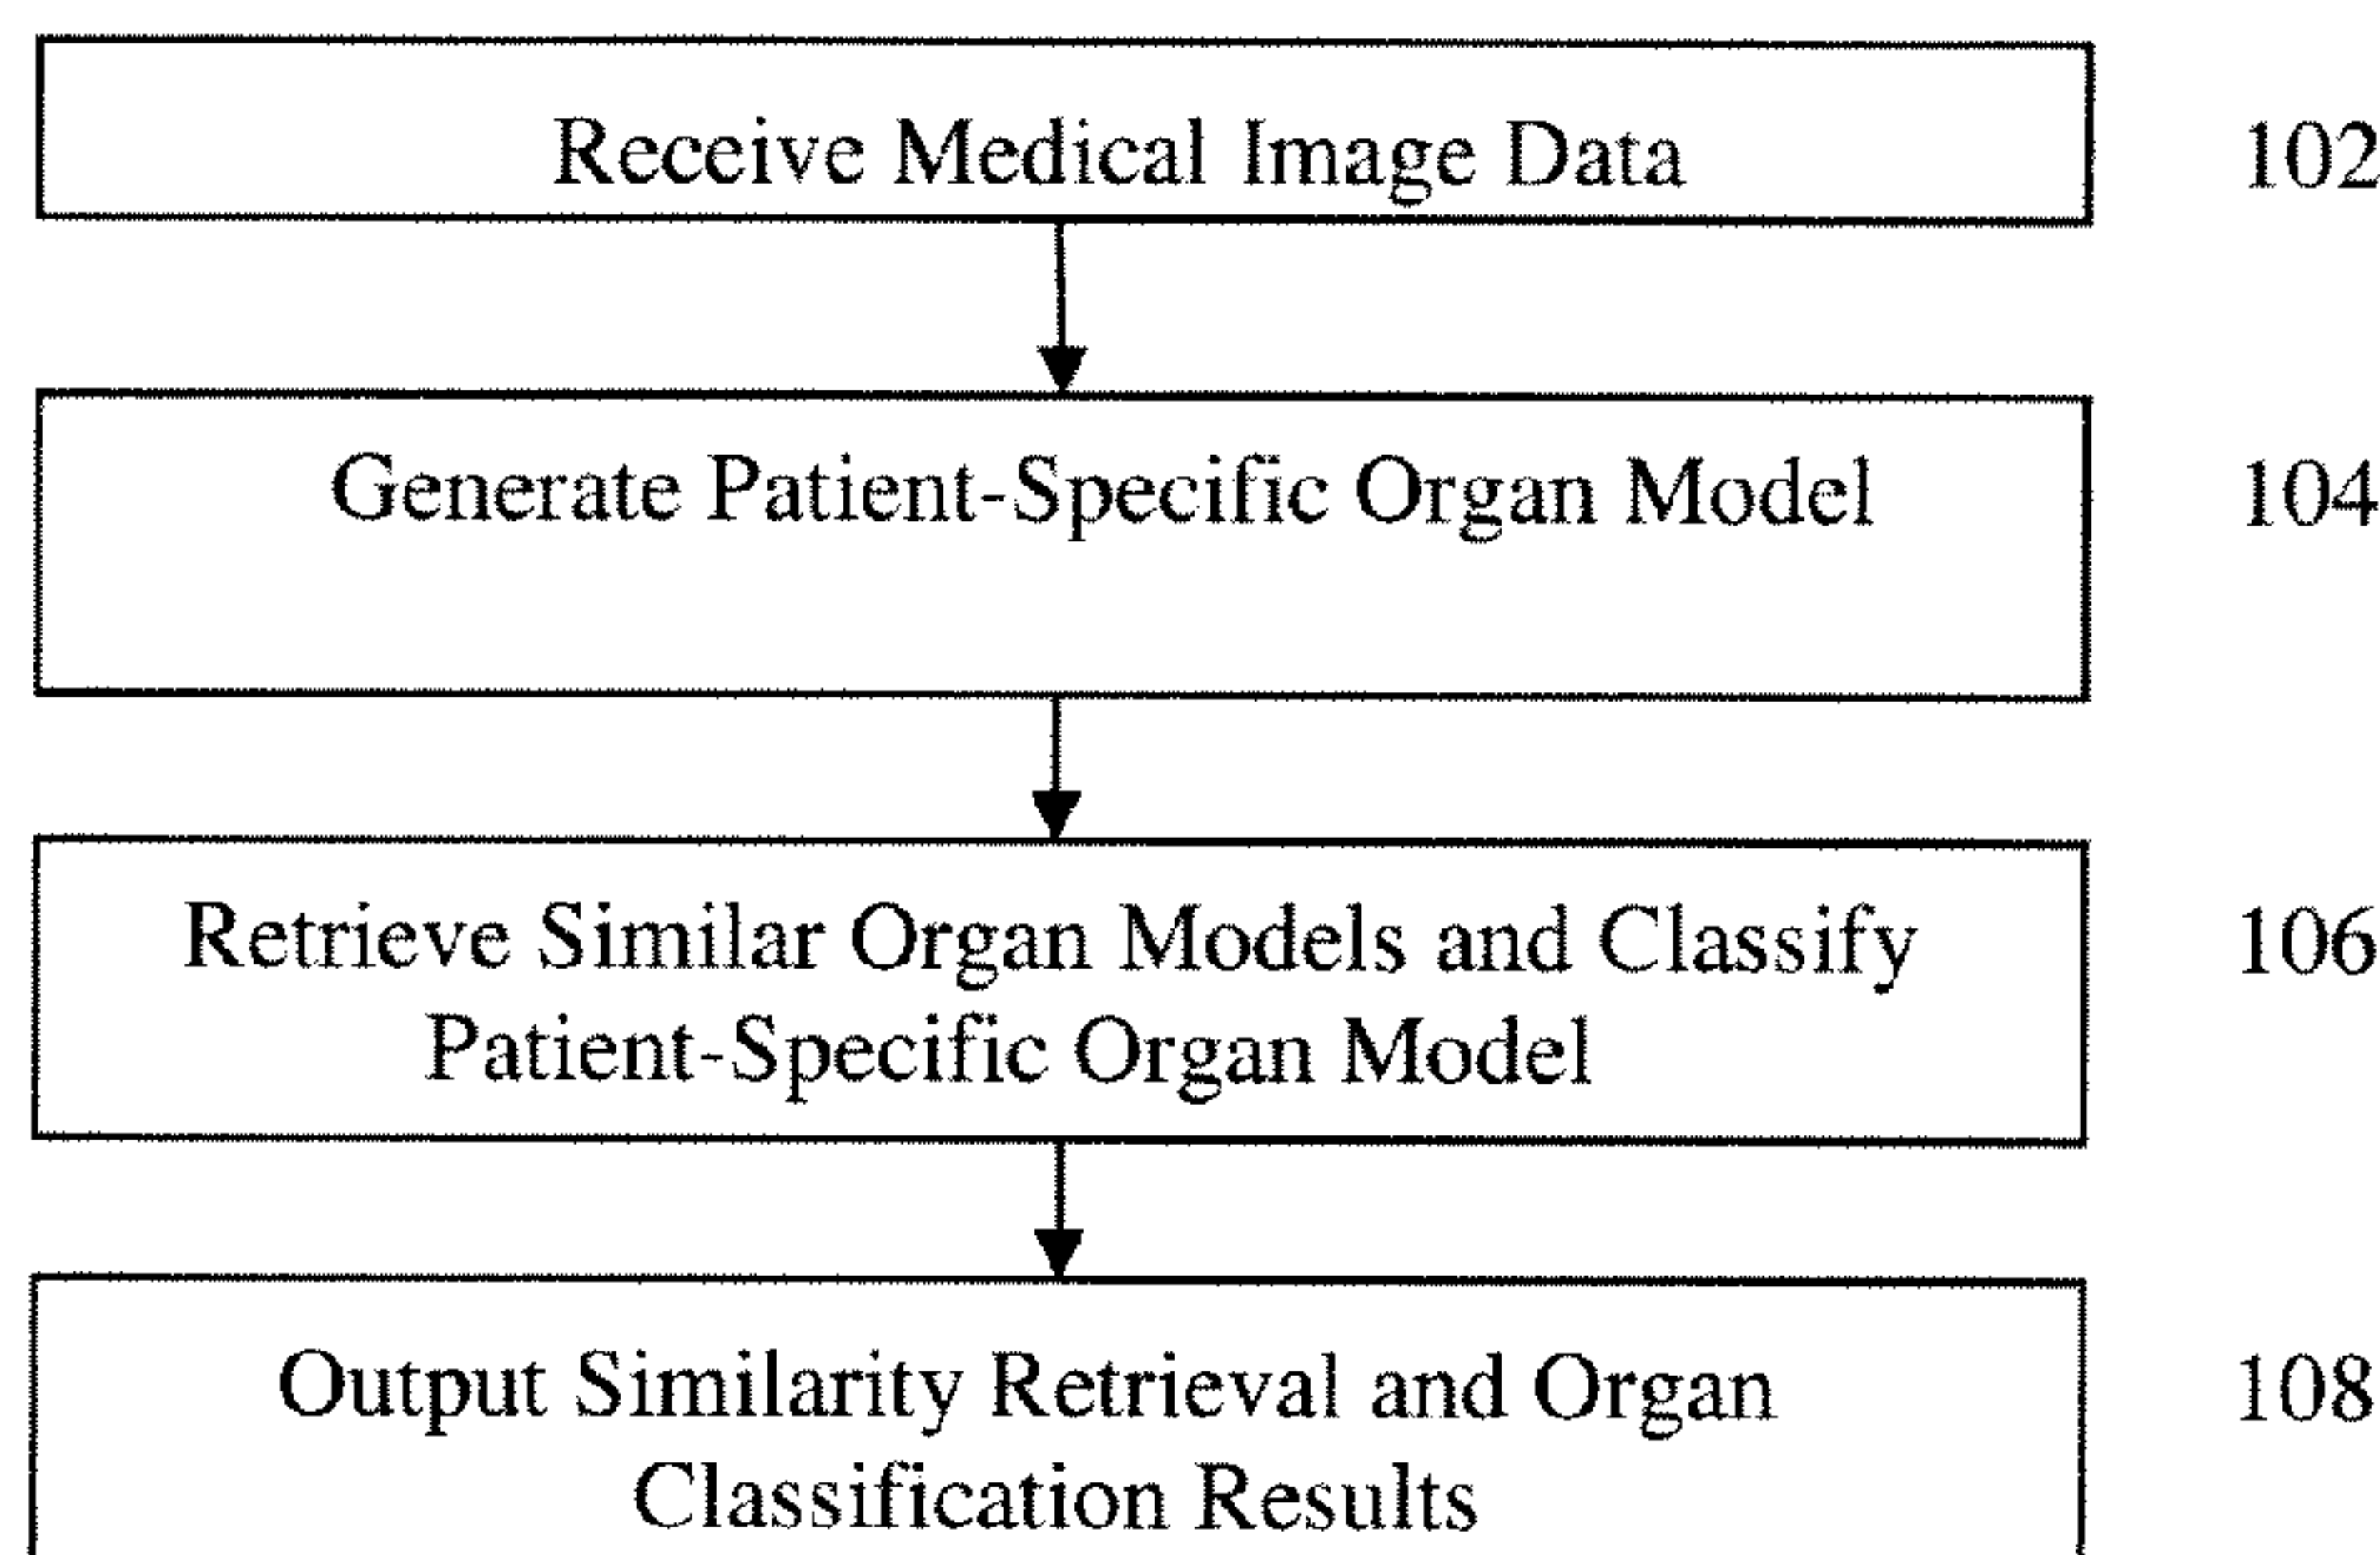 Receive Medical Image Data 102
Generate Patient-Specific Organ Model 104
Retrieve Similar Organ Models and Classify 106
Patient-Specific Organ Model
Output Similarity Retrieval and Organ 108
Classification Results